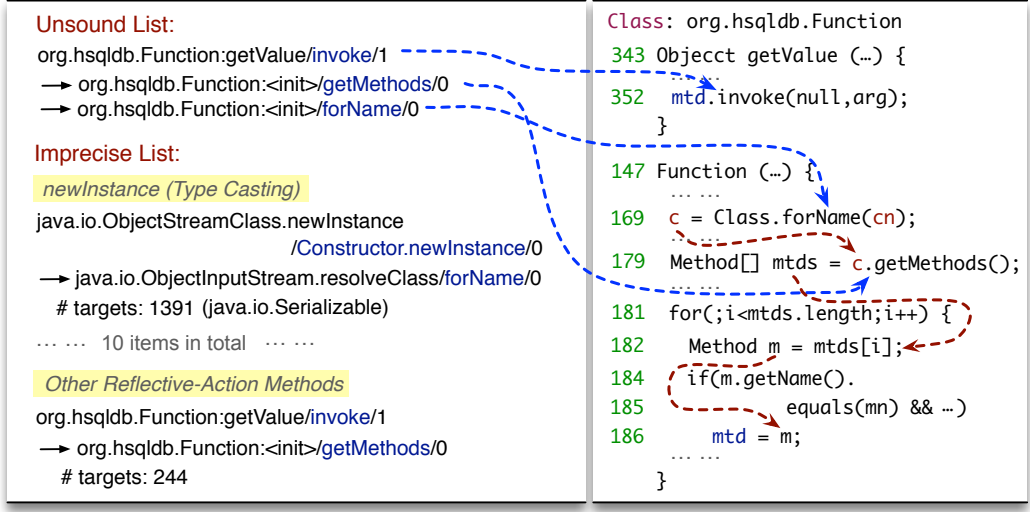 Unsound List:
org.hsqldb.Function:getValue/invoke/1
org.hsqldb.Function:<init>/getMethods/0
org.hsqldb.Function:<init>/forName/0
Imprecise List:
newInstance (Type Casting)
java.io.ObjectStreamClass.newInstance
/Constructor.newInstance/0
java.io.ObjectInputStream.resolveClass/forName/0
# targets: 1391 (java.io.Serializable)
… … 10 items in total … …
Other Reflective-Action Methods
org.hsqldb.Function:getValue/invoke/1
org.hsqldb.Function:<init>/getMethods/0
# targets: 244
Class: org.hsqldb.Function
343 Objecct getValue (…) {
… …
352 mtd.invoke(null,arg);
}
147 Function (…) {
… …
169 c = Class.forName(cn);
… …
179 Method[] mtds = c.getMethods();
… …
181 for(;i<mtds.length;i++) {
182 Method m = mtds[i];
184 if(m.getName().
185 equals(mn) && …)
186 mtd = m;
… …
}